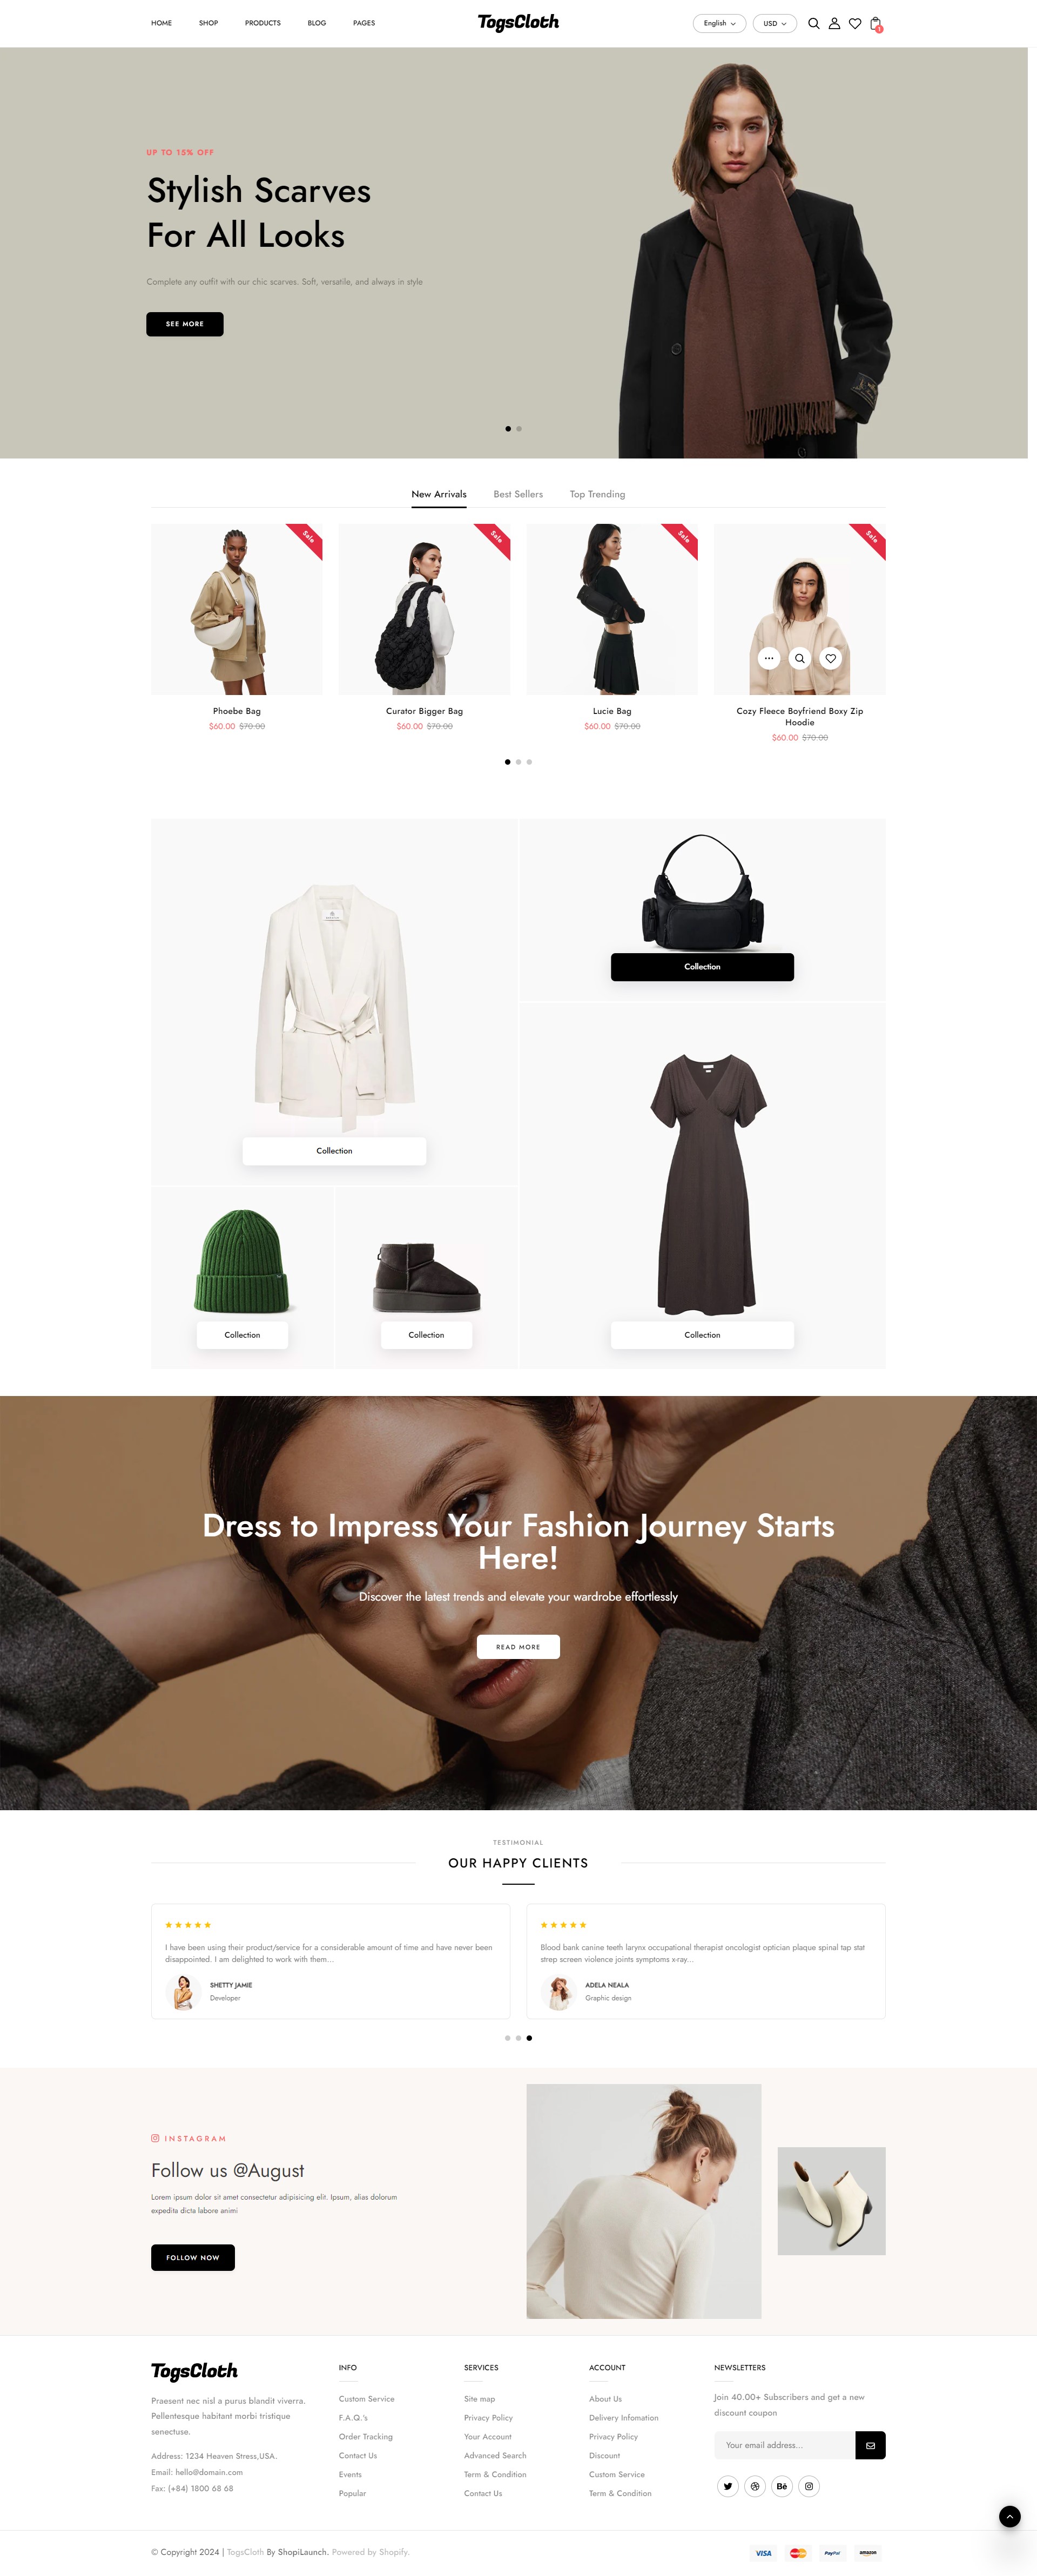 HOME SHOP PRODUCTS BLOG PAGES
TogsCloth
English USD
1
UP TO 15% OFF
Stylish Scarves
For All Looks
Complete any outfit with our chic scarves. Soft, versatile, and always in style
SEE MORE
New Arrivals Best Sellers Top Trending
Sale
Sale
Sale
Sale
Phoebe Bag
$60.00 $70.00
Curator Bigger Bag
$60.00 $70.00
Lucie Bag
$60.00 $70.00
Cozy Fleece Boyfriend Boxy Zip
Hoodie
$60.00 $70.00
Collection
Collection
Collection
Collection
Collection
Dress to Impress Your Fashion Journey Starts
Here!
Discover the latest trends and elevate your wardrobe effortlessly
READ MORE
TESTIMONIAL
OUR HAPPY CLIENTS
I have been using their product/service for a considerable amount of time and have never been
disappointed. I am delighted to work with them...
SHETTY JAMIE
Developer
Blood bank canine teeth larynx occupational therapist oncologist optician plaque spinal tap stat
strep screen violence joints symptoms x-ray...
ADELA NEALA
Graphic design
INSTAGRAM
Follow us @August
Lorem ipsum dolor sit amet consectetur adipisicing elit. Ipsum, alias dolorum
expedita dicta labore animi
FOLLOW NOW
TogsCloth
Praesent nec nisl a purus blandit viverra.
Pellentesque habitant morbi tristique
senectuse.
Address: 1234 Heaven Stress,USA.
Email: hello@domain.com
Fax: (+84) 1800 68 68
INFO
Custom Service
F.A.Q.'s
Order Tracking
Contact Us
Events
Popular
SERVICES
Site map
Privacy Policy
Your Account
Advanced Search
Term & Condition
Contact Us
ACCOUNT
About Us
Delivery Infomation
Privacy Policy
Discount
Custom Service
Term & Condition
NEWSLETTERS
Join 40.00+ Subscribers and get a new
discount coupon
Your email address...
Bē
© Copyright 2024 | TogsCloth By ShopiLaunch. Powered by Shopify.
VISA MasterCard PayPal amazon